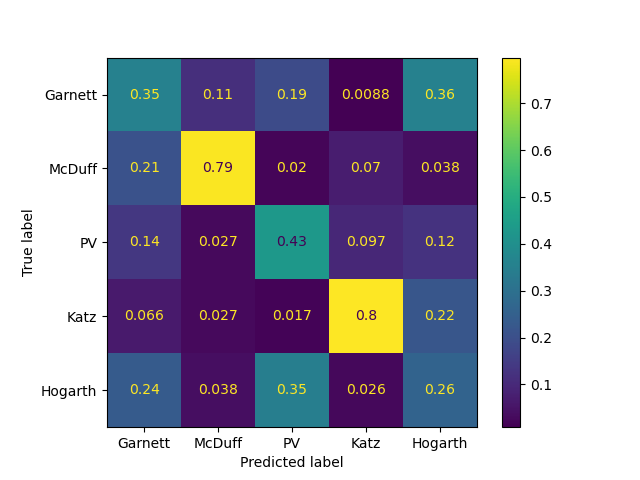 Garnett 0.35 0.11 0.19 0.0088 0.36
0.7
McDuff 0.21 0.79 0.02 0.07 0.038
0.6
0.5
True label
PV 0.14 0.027 0.43 0.097 0.12
0.4
0.3
Katz 0.066 0.027 0.017 0.8 0.22
0.2
Hogarth 0.24 0.038 0.35 0.026 0.26
0.1
Garnett McDuff PV Katz Hogarth
Predicted label